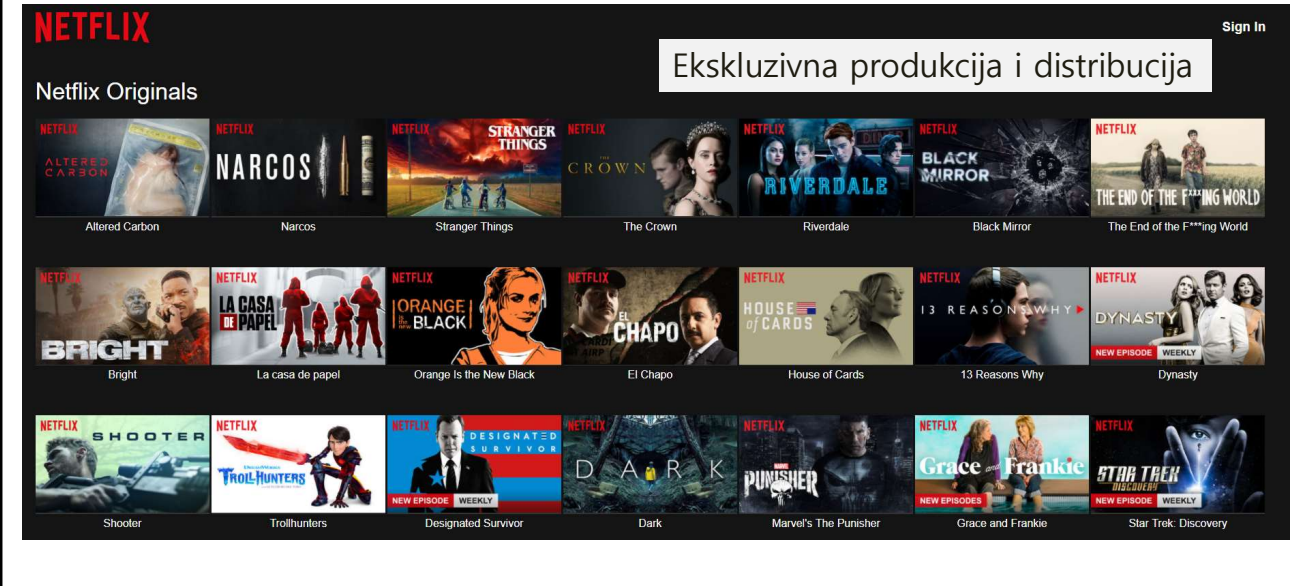 NETFLIX
Sign In
Ekskluzivna produkcija i distribucija
Netflix Originals
NETFLIX NETFLIX NETFLIX NETFLIX NETFLIX NETFLIX NETFLIX
ALTERED CARBON
NARCOS
STRANGER THINGS
THE CROWN
RIVERDALE
BLACK MIRROR
THE END OF THE F***ING WORLD
Altered Carbon Narcos Stranger Things The Crown Riverdale Black Mirror The End of the F***ing World
NETFLIX NETFLIX NETFLIX NETFLIX NETFLIX NETFLIX NETFLIX
BRIGHT
LA CASA DE PAPEL
ORANGE IS THE NEW BLACK
EL CHAPO
HOUSE of CARDS
13 REASONS WHY
DYNASTY
NEW EPISODE WEEKLY
Bright La casa de papel Orange Is the New Black El Chapo House of Cards 13 Reasons Why Dynasty
NETFLIX NETFLIX NETFLIX NETFLIX NETFLIX NETFLIX NETFLIX
SHOOTER
TROLLHUNTERS
DESIGNATED SURVIVOR
NEW EPISODE WEEKLY
DARK
MARVEL PUNISHER
Grace and Frankie
NEW EPISODES
STAR TREK DISCOVERY
NEW EPISODE WEEKLY
Shooter Trollhunters Designated Survivor Dark Marvel's The Punisher Grace and Frankie Star Trek: Discovery